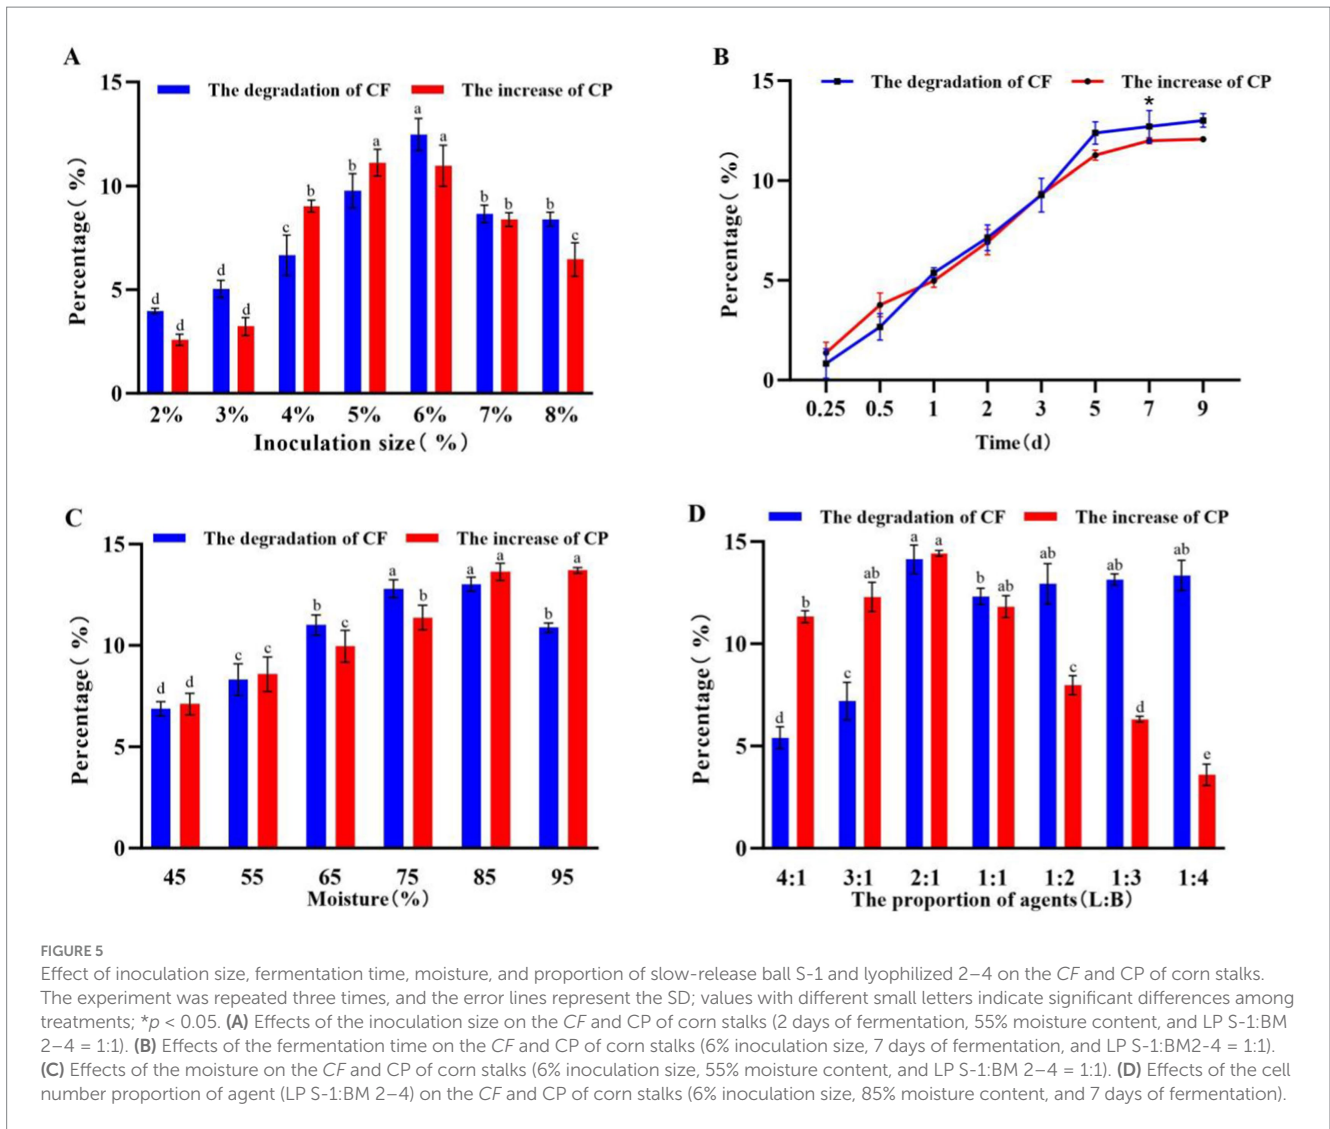 A
The degradation of CF
The increase of CP
15
10
5
0
Percentage( %)
d d d d c b b a a a b b b c
2% 3% 4% 5% 6% 7% 8%
Inoculation size( %)
B
The degradation of CF
The increase of CP
15
10
5
0
Percentage( %)
*
0.25 0.5 1 2 3 5 7 9
Time(d)
C
The degradation of CF
The increase of CP
15
10
5
0
Percentage( %)
d d c c b c a b a a b a
45 55 65 75 85 95
Moisture(%)
D
The degradation of CF
The increase of CP
15
10
5
0
Percentage( %)
d b c ab a a b ab ab c ab d ab e
4:1 3:1 2:1 1:1 1:2 1:3 1:4
The proportion of agents(L:B)
FIGURE 5
Effect of inoculation size, fermentation time, moisture, and proportion of slow-release ball S-1 and lyophilized 2–4 on the CF and CP of corn stalks.
The experiment was repeated three times, and the error lines represent the SD; values with different small letters indicate significant differences among
treatments; *p < 0.05. (A) Effects of the inoculation size on the CF and CP of corn stalks (2 days of fermentation, 55% moisture content, and LP S-1:BM
2–4 = 1:1). (B) Effects of the fermentation time on the CF and CP of corn stalks (6% inoculation size, 7 days of fermentation, and LP S-1:BM2-4 = 1:1).
(C) Effects of the moisture on the CF and CP of corn stalks (6% inoculation size, 55% moisture content, and LP S-1:BM 2–4 = 1:1). (D) Effects of the cell
number proportion of agent (LP S-1:BM 2–4) on the CF and CP of corn stalks (6% inoculation size, 85% moisture content, and 7 days of fermentation).